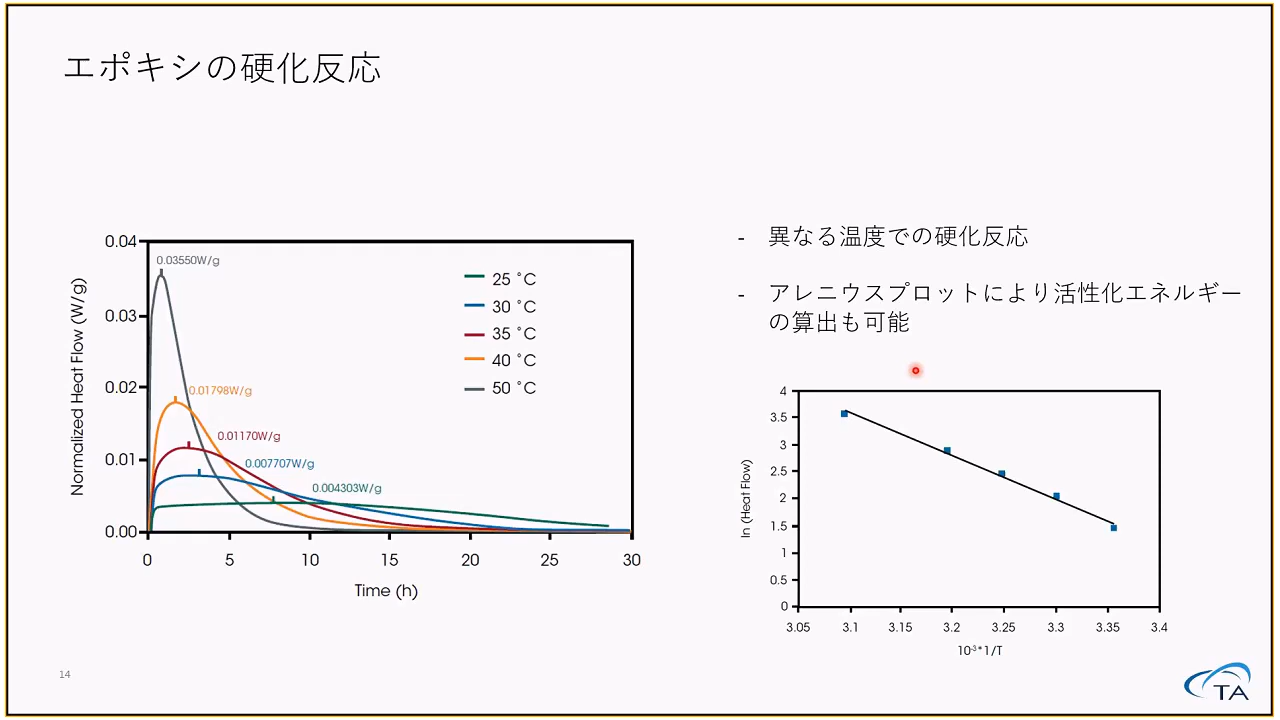 エポキシの硬化反応
0.04
0.03
0.02
0.01
0.00
Normalized Heat Flow (W/g)
0.03550W/g
0.01798W/g
0.01170W/g
0.007707W/g
0.004303W/g
25 °C
30 °C
35 °C
40 °C
50 °C
0 5 10 15 20 25 30
Time (h)
- 異なる温度での硬化反応
- アレニウスプロットにより活性化エネルギー
の算出も可能
4
3.5
3
2.5
2
1.5
1
0.5
0
ln (Heat Flow)
3.05 3.1 3.15 3.2 3.25 3.3 3.35 3.4
10⁻³*1/T
14
TA